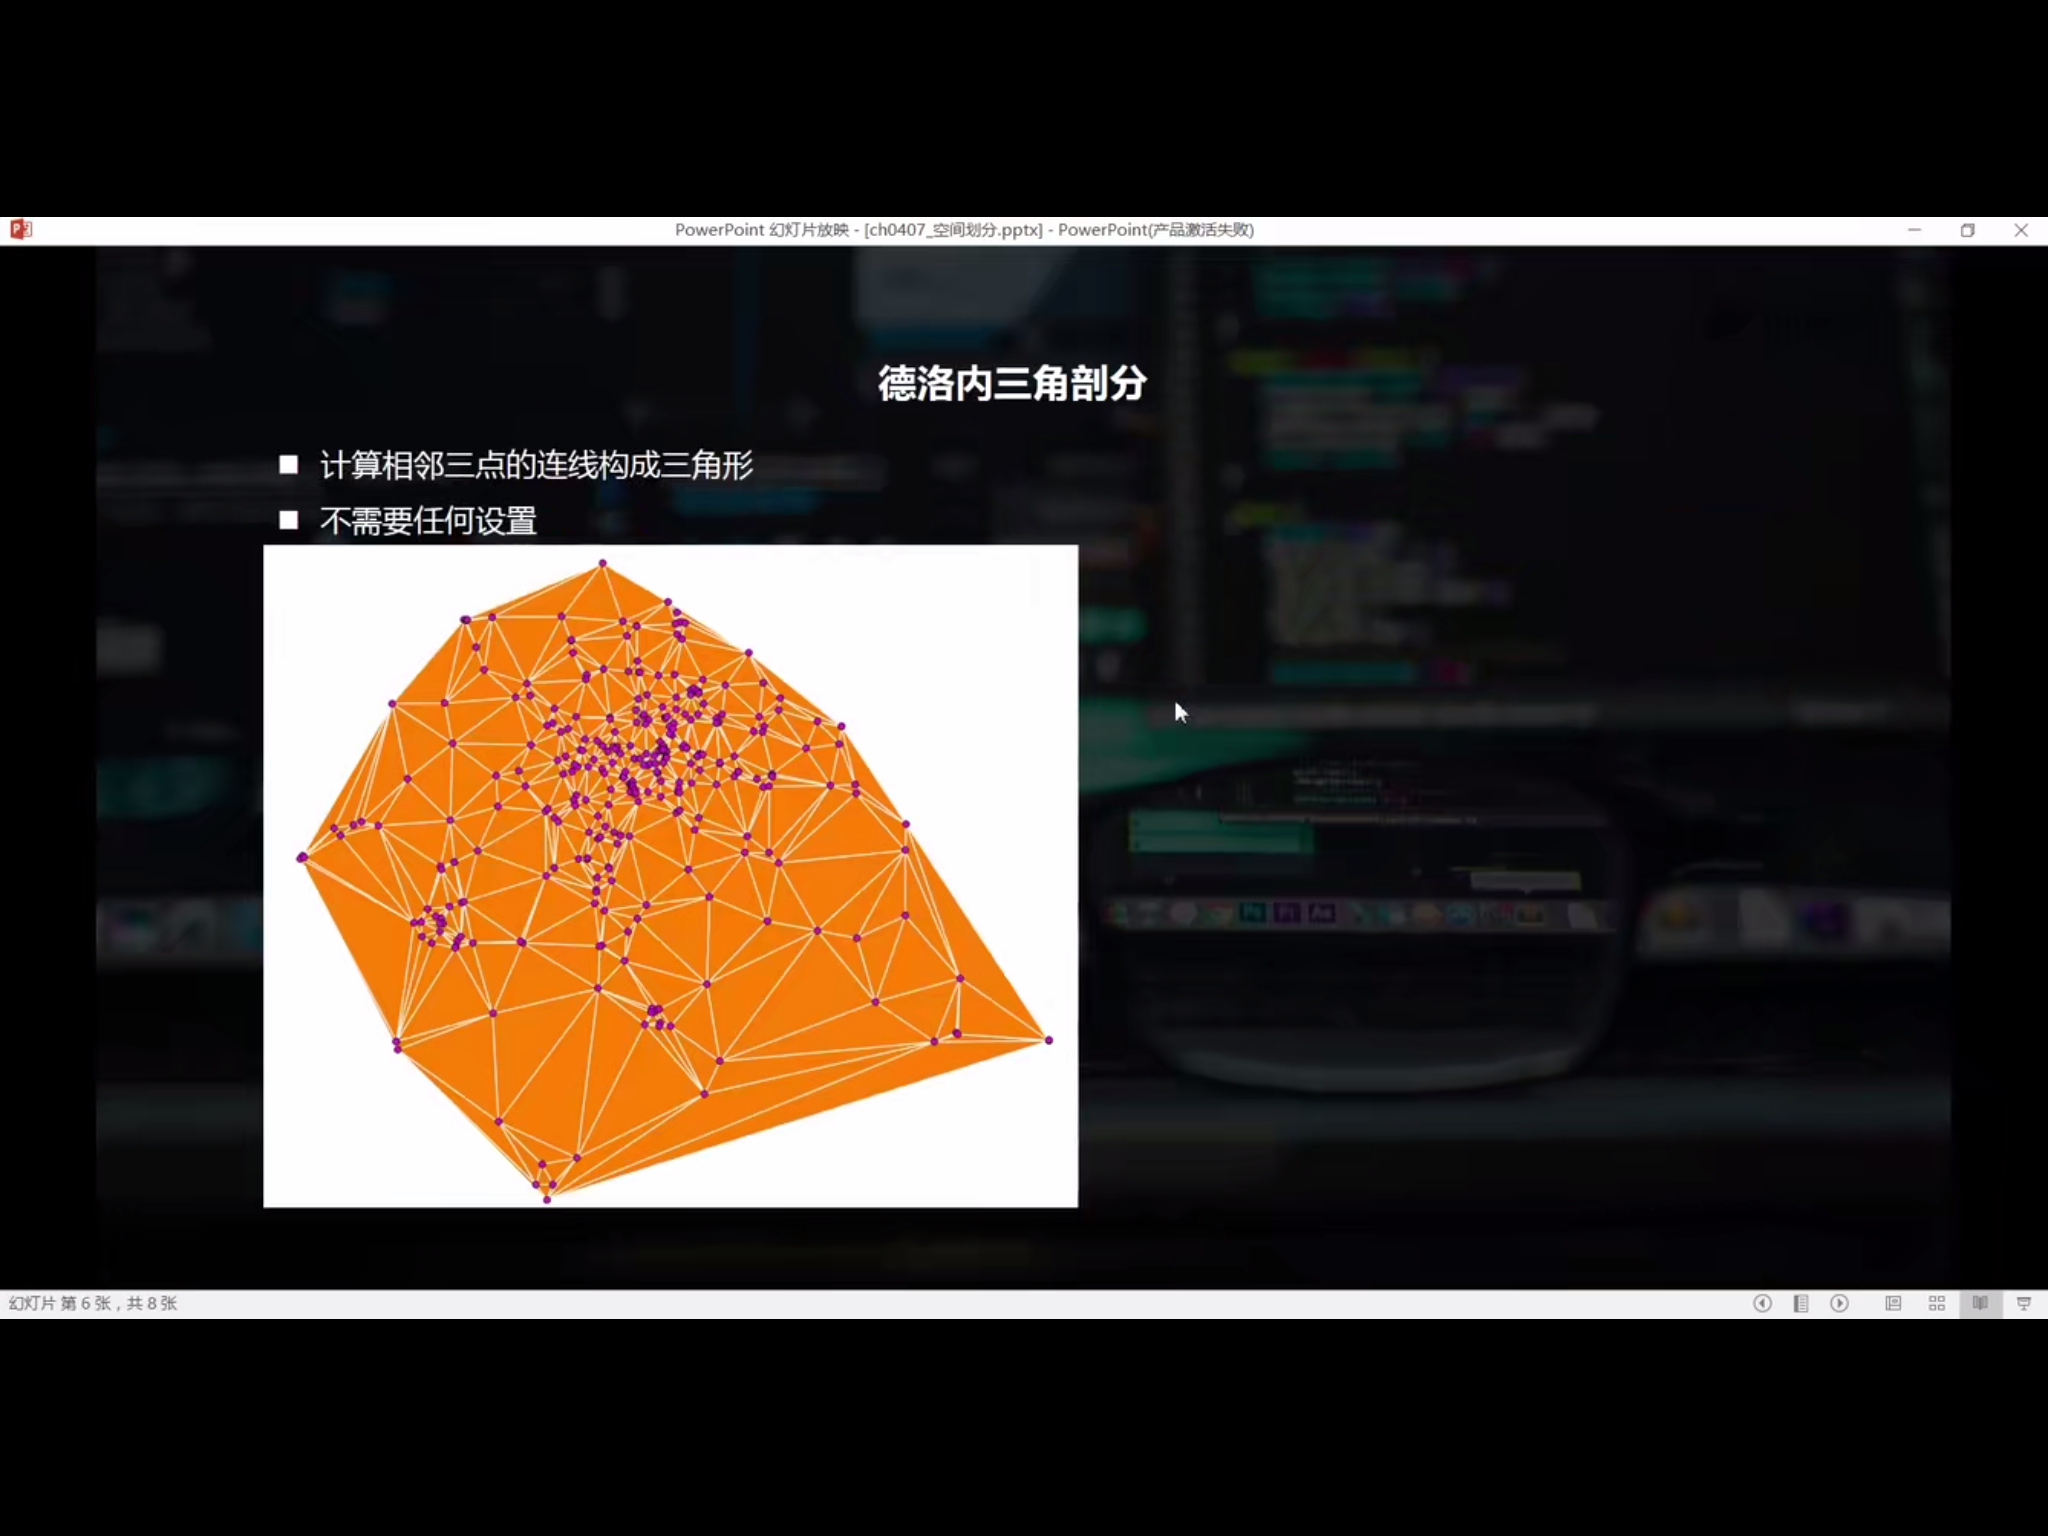 PowerPoint 幻灯片放映 - [ch0407_空间划分.pptx] - PowerPoint(产品激活失败)
德洛内三角剖分
■ 计算相邻三点的连线构成三角形
■ 不需要任何设置
幻灯片 第 6 张，共 8 张